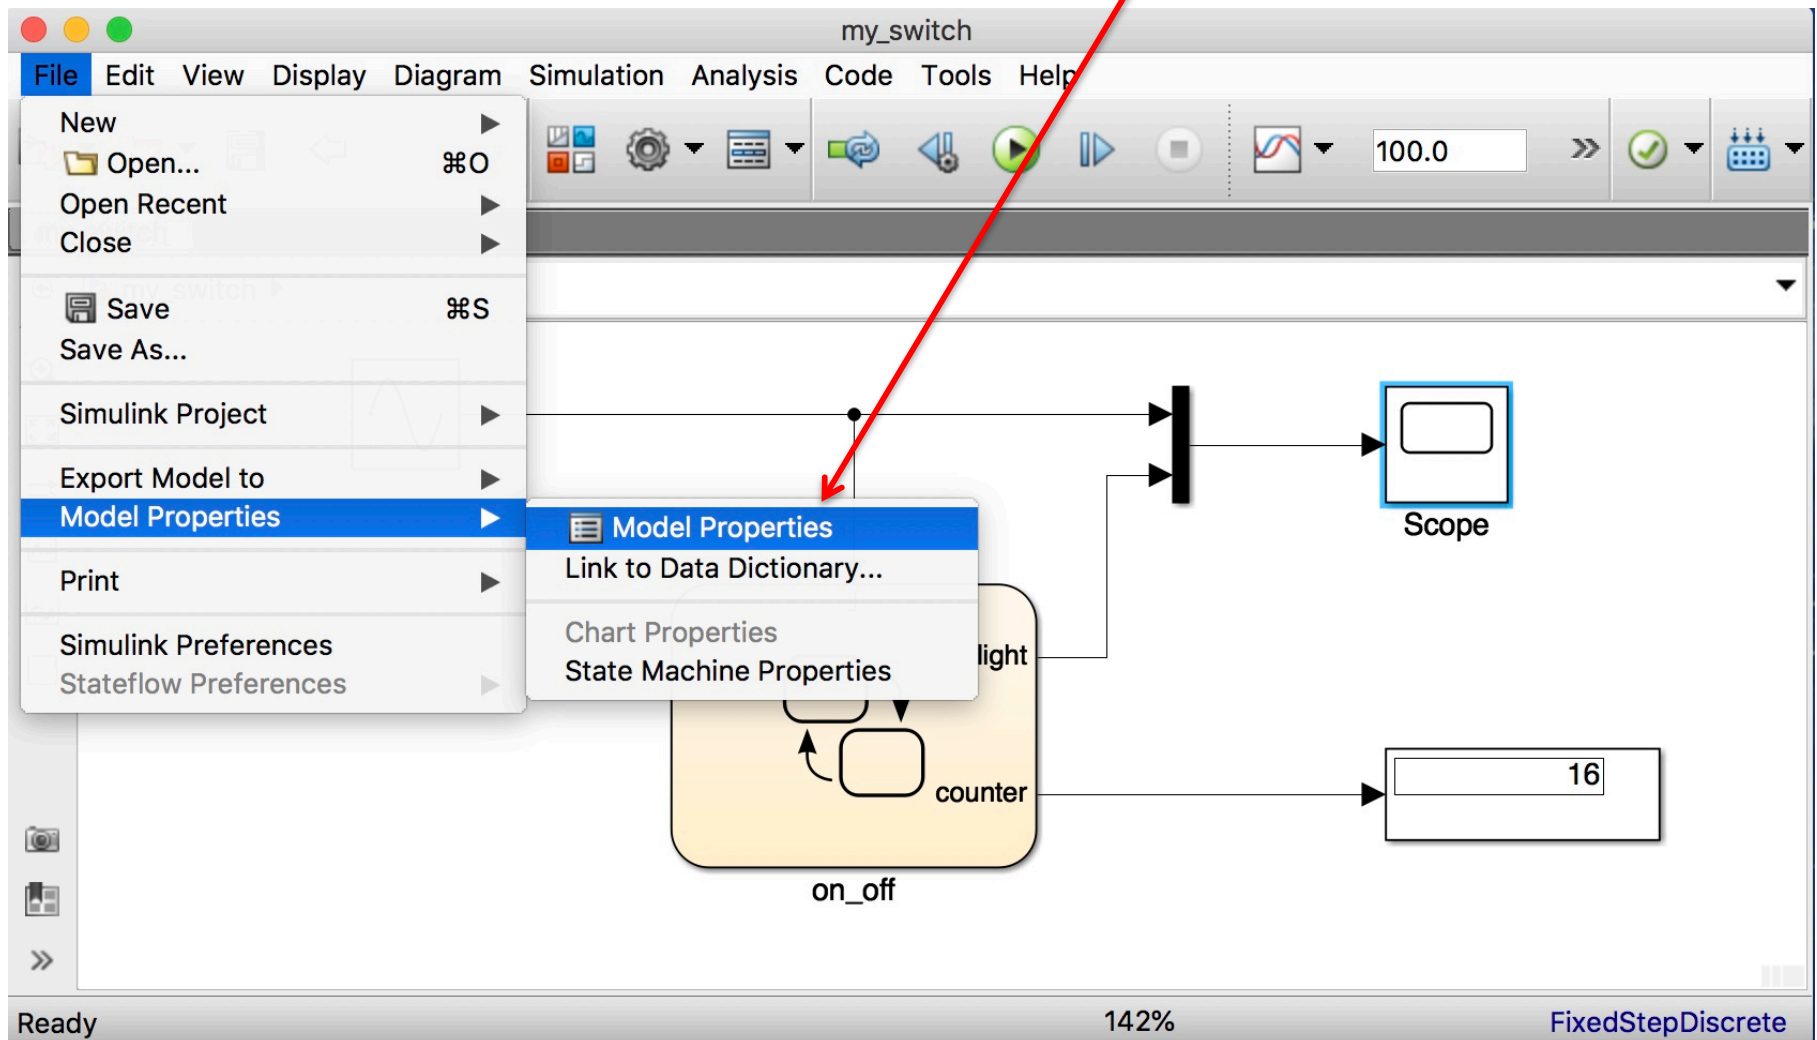 my_switch
File Edit View Display Diagram Simulation Analysis Code Tools Help
New
Open... ⌘O
Open Recent
Close
Save ⌘S
Save As...
Simulink Project
Export Model to
Model Properties
Print
Simulink Preferences
Stateflow Preferences
Model Properties
Link to Data Dictionary...
Chart Properties
State Machine Properties
100.0
my_switch
Scope
light
counter
16
on_off
Ready 142% FixedStepDiscrete